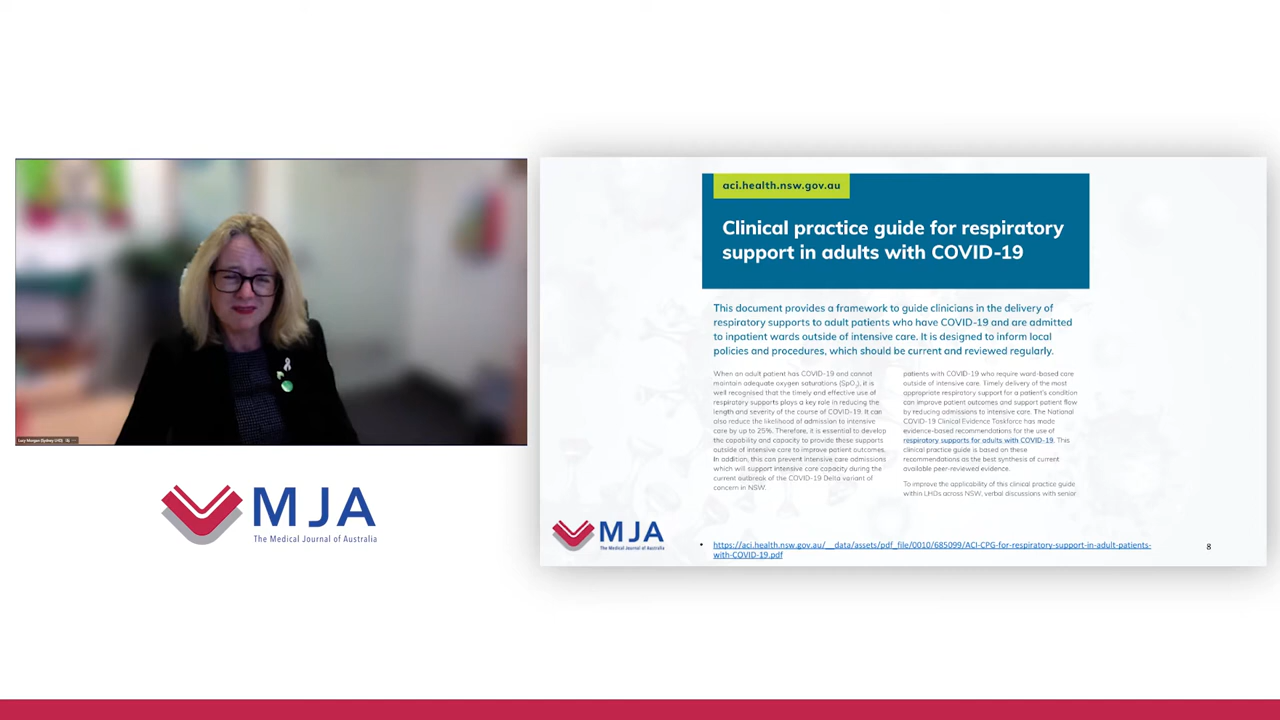 Lucy Morgan (Sydney LHD)
MJA
The Medical Journal of Australia
aci.health.nsw.gov.au
Clinical practice guide for respiratory
support in adults with COVID-19
This document provides a framework to guide clinicians in the delivery of
respiratory supports to adult patients who have COVID-19 and are admitted
to inpatient wards outside of intensive care. It is designed to inform local
policies and procedures, which should be current and reviewed regularly.
When an adult patient has COVID-19 and cannot
maintain adequate oxygen saturations (SpO₂), it is
well recognised that the timely and effective use of
respiratory supports plays a key role in reducing the
length and severity of the course of COVID-19. It can
also reduce the likelihood of admission to intensive
care by up to 25%. Therefore, it is essential to develop
the capability and capacity to provide these supports
outside of intensive care to improve patient outcomes.
In addition, this can prevent intensive care admissions
which will support intensive care capacity during the
current outbreak of the COVID-19 Delta variant of
concern in NSW.
patients with COVID-19 who require ward-based care
outside of intensive care. Timely delivery of the most
appropriate respiratory support for a patient's condition
can improve patient outcomes and support patient flow
by reducing admissions to intensive care. The National
COVID-19 Clinical Evidence Taskforce has made
evidence-based recommendations for the use of
respiratory supports for adults with COVID-19. This
clinical practice guide is based on these
recommendations as the best synthesis of current
available peer-reviewed evidence.
To improve the applicability of this clinical practice guide
within LHDs across NSW, verbal discussions with senior
MJA
The Medical Journal of Australia
• https://aci.health.nsw.gov.au/__data/assets/pdf_file/0010/685099/ACI-CPG-for-respiratory-support-in-adult-patients-
with-COVID-19.pdf
8